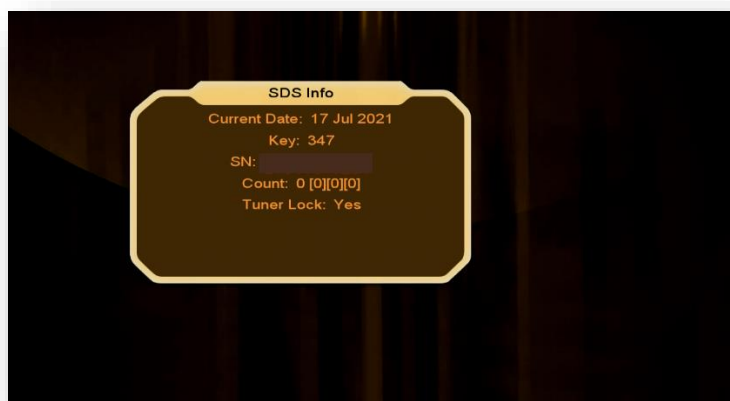 SDS Info
Current Date: 17 Jul 2021
Key: 347
SN:
Count: 0 [0][0][0]
Tuner Lock: Yes